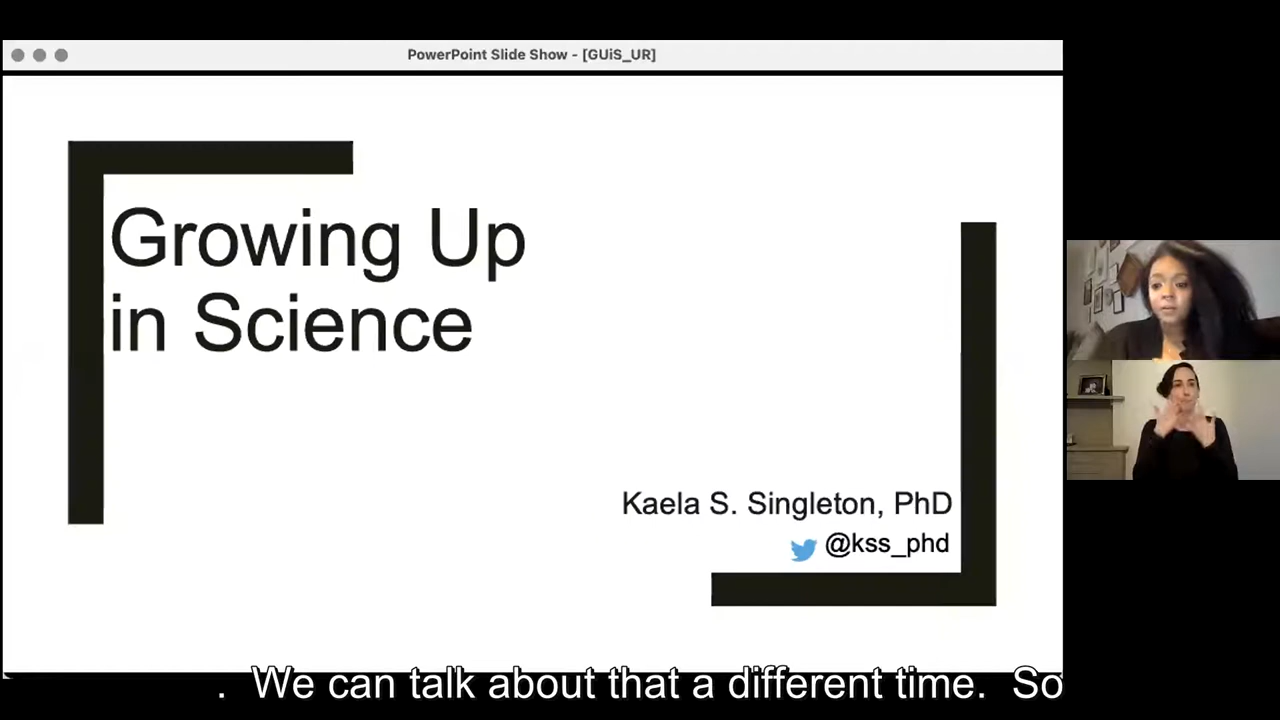 PowerPoint Slide Show - [GUiS_UR]
Growing Up
in Science
Kaela S. Singleton, PhD
@kss_phd
.  We can talk about that a different time.  So